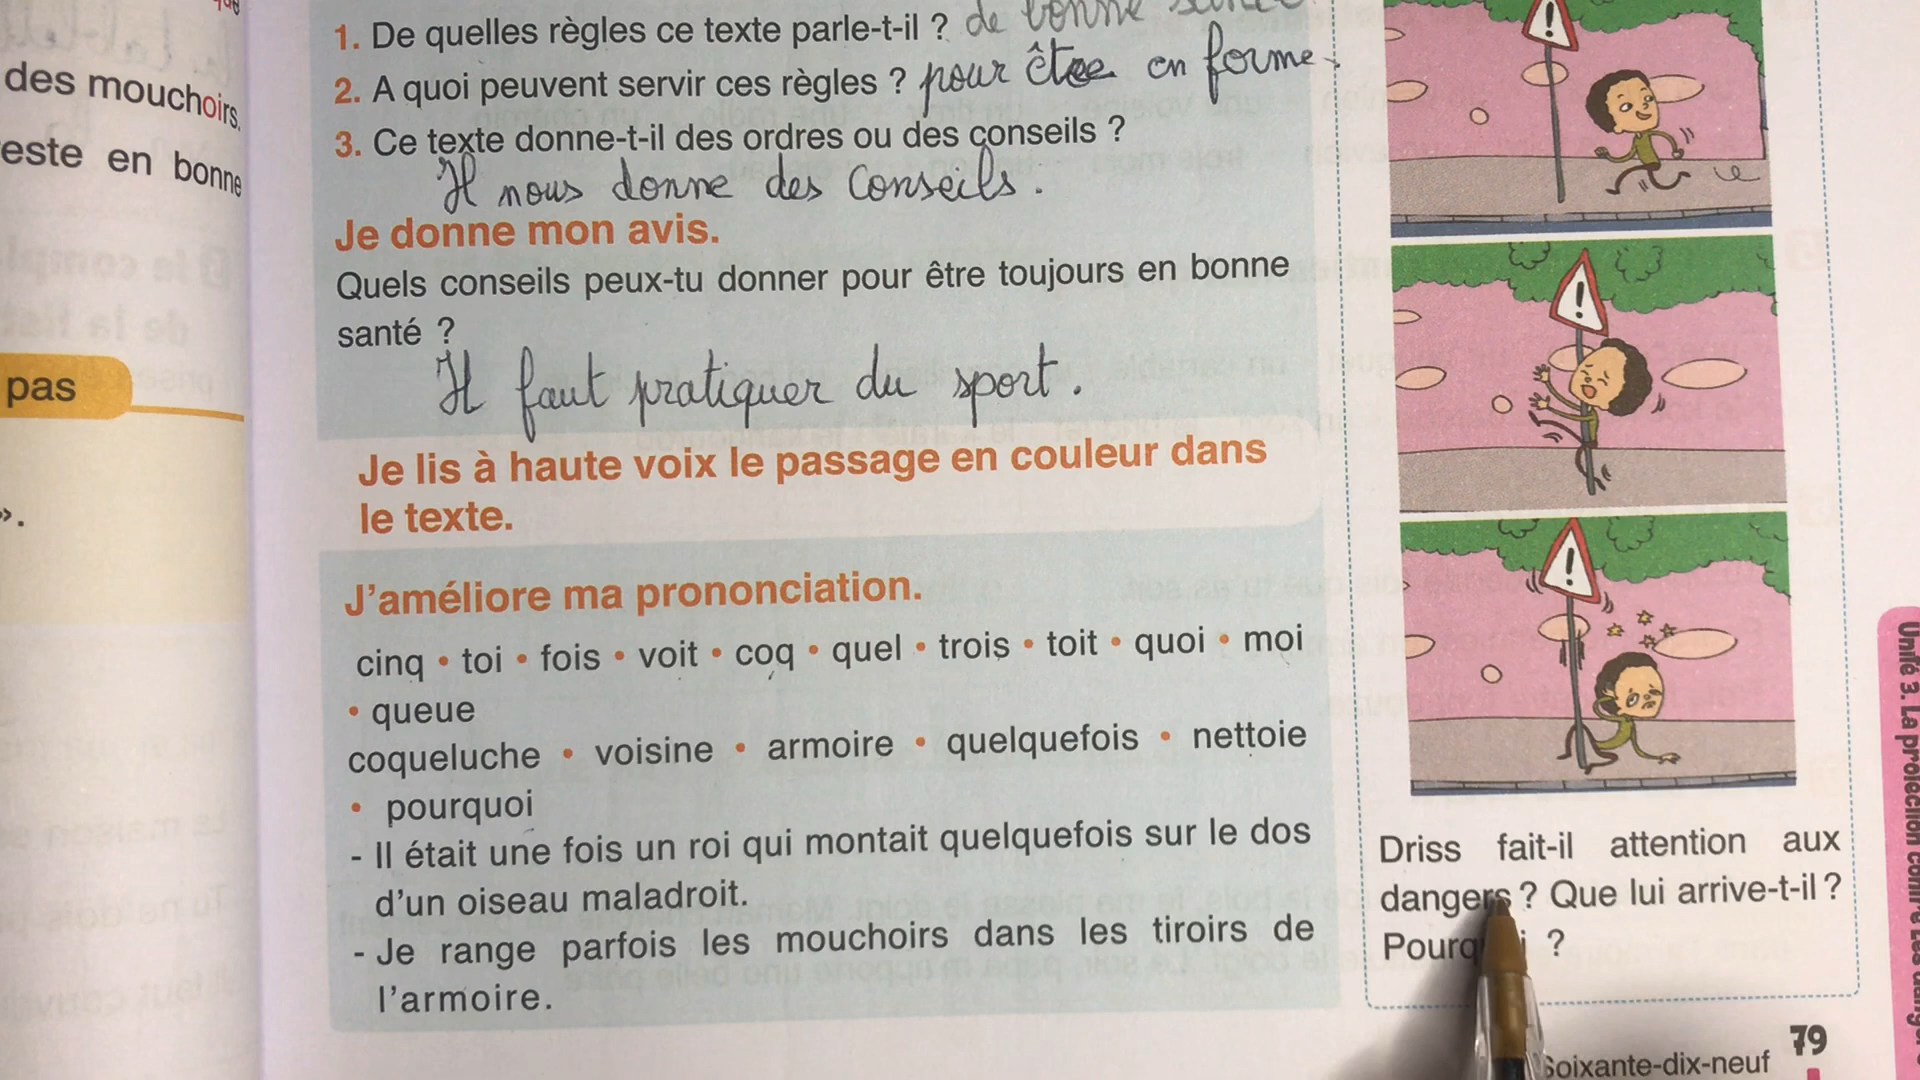 des mouchoirs.
este en bonne
pas
».
1. De quelles règles ce texte parle-t-il ? de bonne
2. A quoi peuvent servir ces règles ? pour être en forme.
3. Ce texte donne-t-il des ordres ou des conseils ?
Il nous donne des conseils.
Je donne mon avis.
Quels conseils peux-tu donner pour être toujours en bonne
santé ?
Il faut pratiquer du sport.
Je lis à haute voix le passage en couleur dans
le texte.
J'améliore ma prononciation.
cinq • toi • fois • voit • coq • quel • trois • toit • quoi • moi
• queue
coqueluche • voisine • armoire • quelquefois • nettoie
• pourquoi
- Il était une fois un roi qui montait quelquefois sur le dos
d'un oiseau maladroit.
- Je range parfois les mouchoirs dans les tiroirs de
l'armoire.
!
!
!
Driss fait-il attention aux
dangers ? Que lui arrive-t-il ?
Pourq i ?
79
Soixante-dix-neuf
Unité 3. La protection contre les